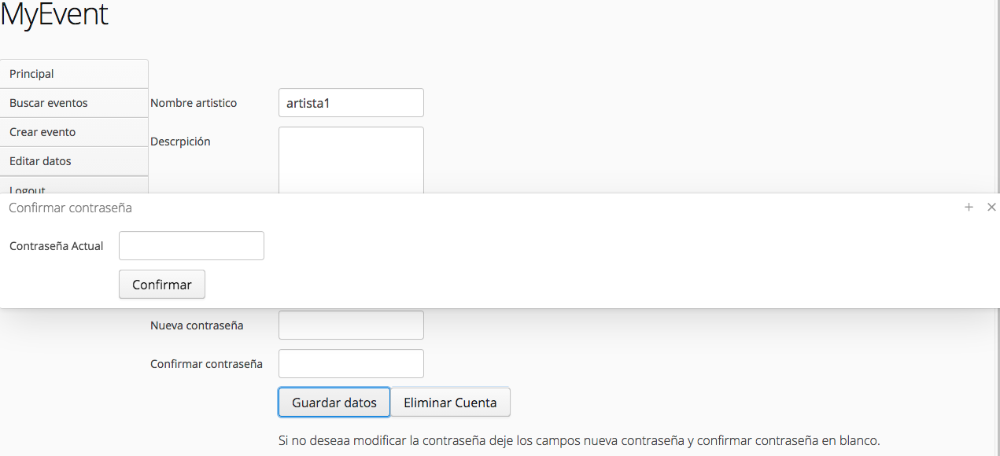 MyEvent
Principal
Buscar eventos
Crear evento
Editar datos
Logout
Nombre artistico
artista1
Descrpición
Confirmar contraseña
Contraseña Actual
Confirmar
Nueva contraseña
Confirmar contraseña
Guardar datos Eliminar Cuenta
Si no deseaa modificar la contraseña deje los campos nueva contraseña y confirmar contraseña en blanco.